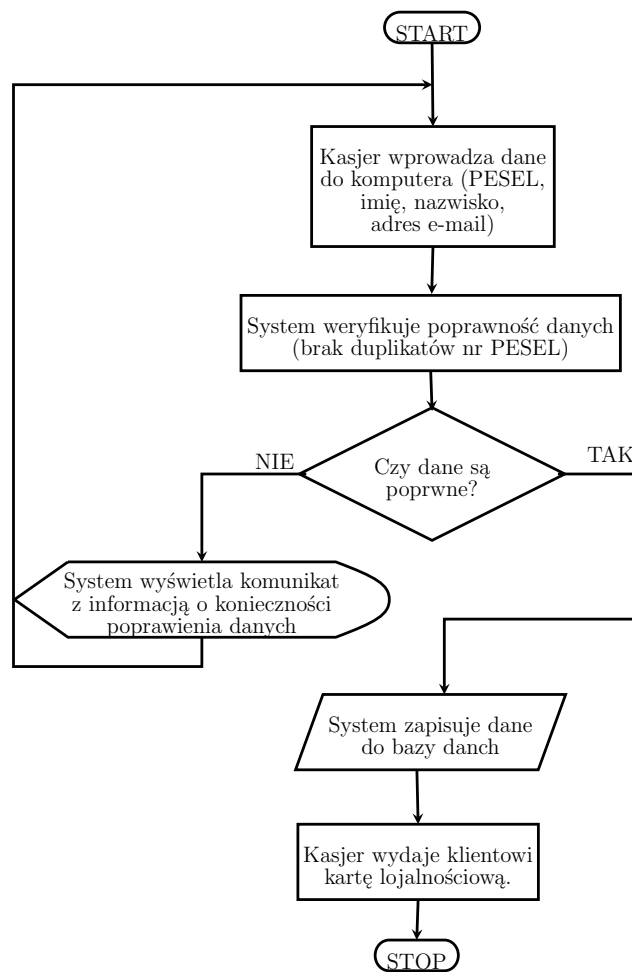 START
Kasjer wprowadza dane
do komputera (PESEL,
imię, nazwisko,
adres e-mail)
System weryfikuje poprawność danych
(brak duplikatów nr PESEL)
Czy dane są
poprwne?
NIE
TAK
System wyświetla komunikat
z informacją o konieczności
poprawienia danych
System zapisuje dane
do bazy danch
Kasjer wydaje klientowi
kartę lojalnościową.
STOP